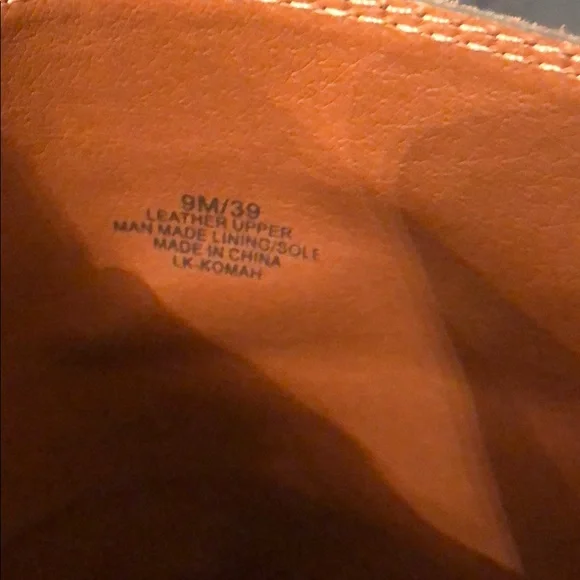 9M/39
LEATHER UPPER
MAN MADE LINING/SOLE
MADE IN CHINA
LK-KOMAH